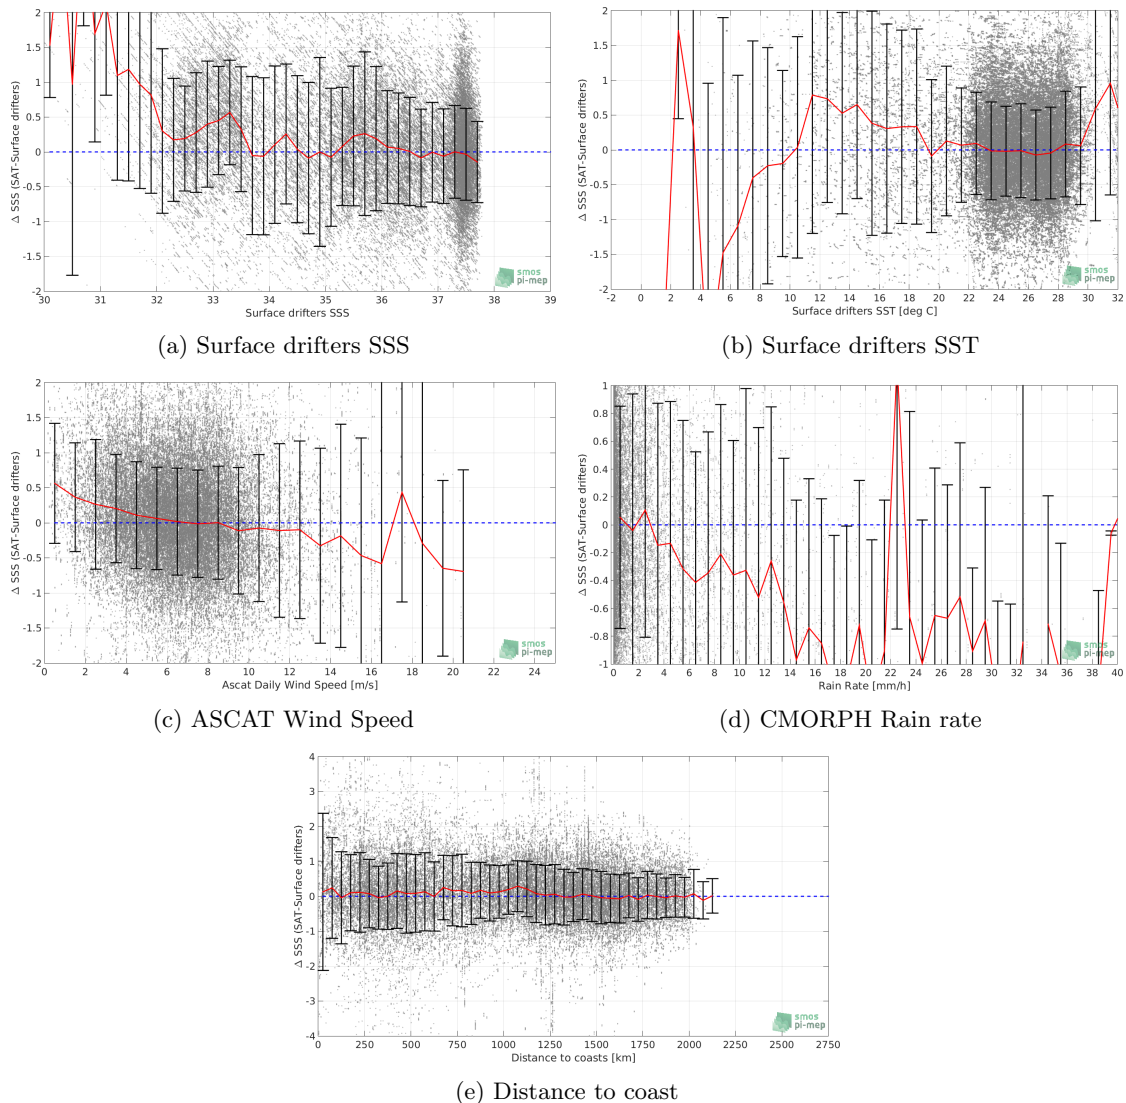 2
1.5
1
0.5
0
-0.5
-1
-1.5
-2
Δ SSS (SAT-Surface drifters)
30 31 32 33 34 35 36 37 38 39
Surface drifters SSS
smos
pi-mep
(a) Surface drifters SSS
2
1.5
1
0.5
0
-0.5
-1
-1.5
-2
Δ SSS (SAT-Surface drifters)
-2 0 2 4 6 8 10 12 14 16 18 20 22 24 26 28 30 32
Surface drifters SST [deg C]
smos
pi-mep
(b) Surface drifters SST
2
1.5
1
0.5
0
-0.5
-1
-1.5
-2
Δ SSS (SAT-Surface drifters)
0 2 4 6 8 10 12 14 16 18 20 22 24
Ascat Daily Wind Speed [m/s]
smos
pi-mep
(c) ASCAT Wind Speed
1
0.8
0.6
0.4
0.2
0
-0.2
-0.4
-0.6
-0.8
-1
Δ SSS (SAT-Surface drifters)
0 2 4 6 8 10 12 14 16 18 20 22 24 26 28 30 32 34 36 38 40
Rain Rate [mm/h]
smos
pi-mep
(d) CMORPH Rain rate
4
3
2
1
0
-1
-2
-3
-4
Δ SSS (SAT-Surface drifters)
0 250 500 750 1000 1250 1500 1750 2000 2250 2500 2750
Distance to coasts [km]
smos
pi-mep
(e) Distance to coast